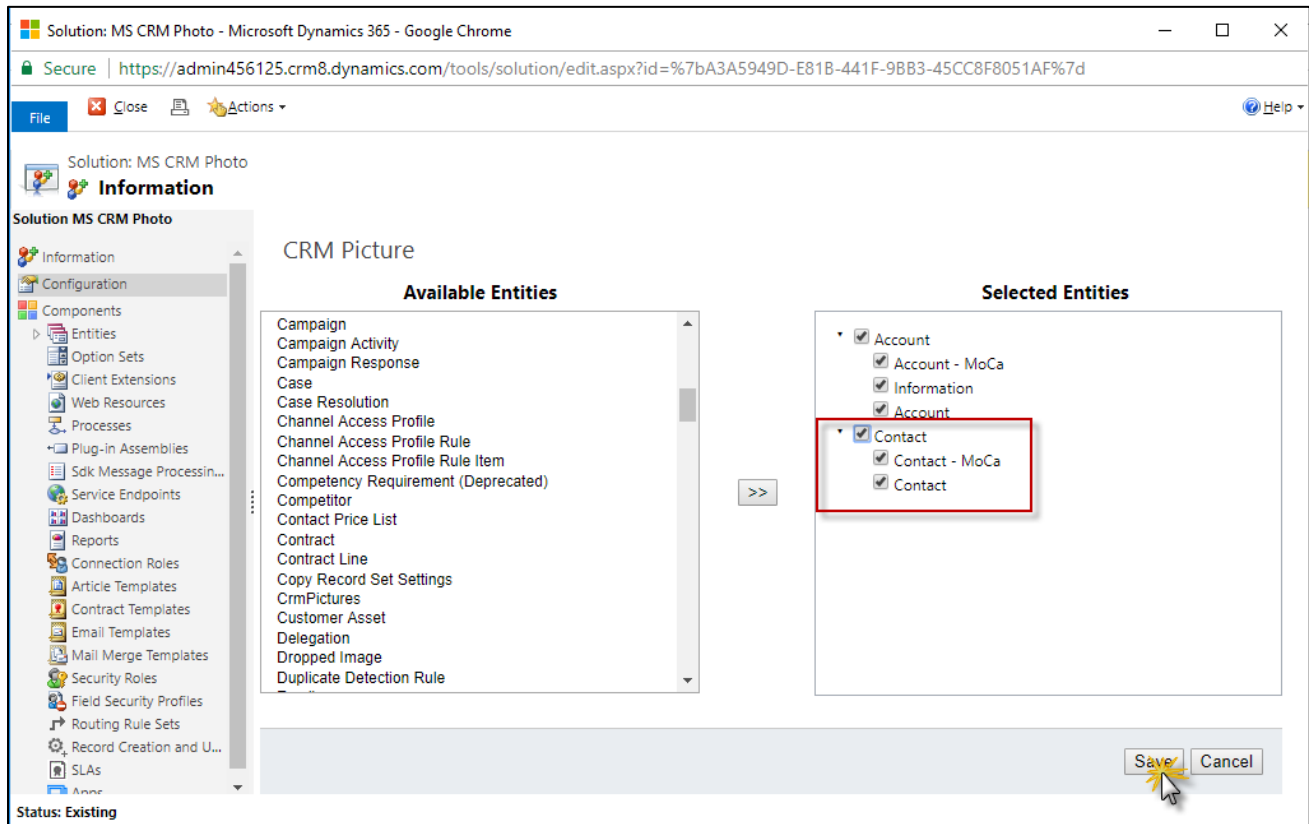 Solution: MS CRM Photo - Microsoft Dynamics 365 - Google Chrome
Secure | https://admin456125.crm8.dynamics.com/tools/solution/edit.aspx?id=%7bA3A5949D-E81B-441F-9BB3-45CC8F8051AF%7d
File Close Actions Help
Solution: MS CRM Photo
Information
Solution MS CRM Photo
Information
Configuration
Components
Entities
Option Sets
Client Extensions
Web Resources
Processes
Plug-in Assemblies
Sdk Message Processin...
Service Endpoints
Dashboards
Reports
Connection Roles
Article Templates
Contract Templates
Email Templates
Mail Merge Templates
Security Roles
Field Security Profiles
Routing Rule Sets
Record Creation and U...
SLAs
Apps
Status: Existing
CRM Picture
Available Entities
Campaign
Campaign Activity
Campaign Response
Case
Case Resolution
Channel Access Profile
Channel Access Profile Rule
Channel Access Profile Rule Item
Competency Requirement (Deprecated)
Competitor
Contact Price List
Contract
Contract Line
Copy Record Set Settings
CrmPictures
Customer Asset
Delegation
Dropped Image
Duplicate Detection Rule
>>
Selected Entities
Account
Account - MoCa
Information
Account
Contact
Contact - MoCa
Contact
Save Cancel